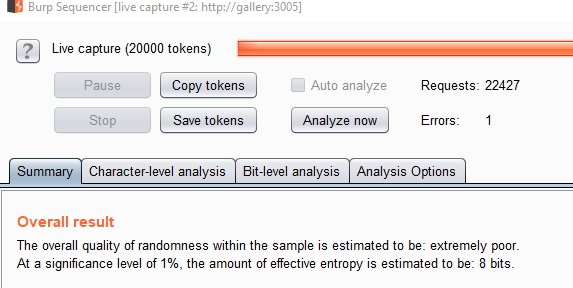 Burp Sequencer [live capture #2: http://gallery:3005]
? Live capture (20000 tokens)
Pause Copy tokens Auto analyze Requests: 22427
Stop Save tokens Analyze now Errors: 1
Summary Character-level analysis Bit-level analysis Analysis Options
Overall result
The overall quality of randomness within the sample is estimated to be: extremely poor.
At a significance level of 1%, the amount of effective entropy is estimated to be: 8 bits.